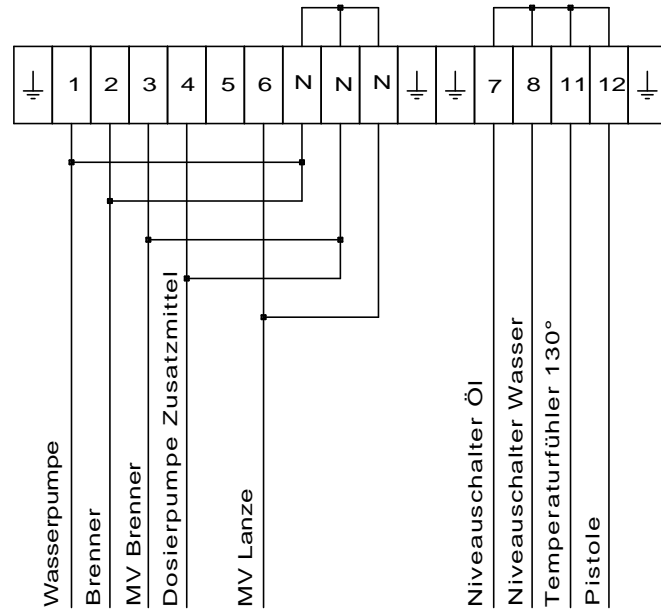 1 2 3 4 5 6 N N N 7 8 11 12
Wasserpumpe
Brenner
MV Brenner
Dosierpumpe Zusatzmittel
MV Lanze
Niveauschalter Öl
Niveauschalter Wasser
Temperaturfühler 130°
Pistole